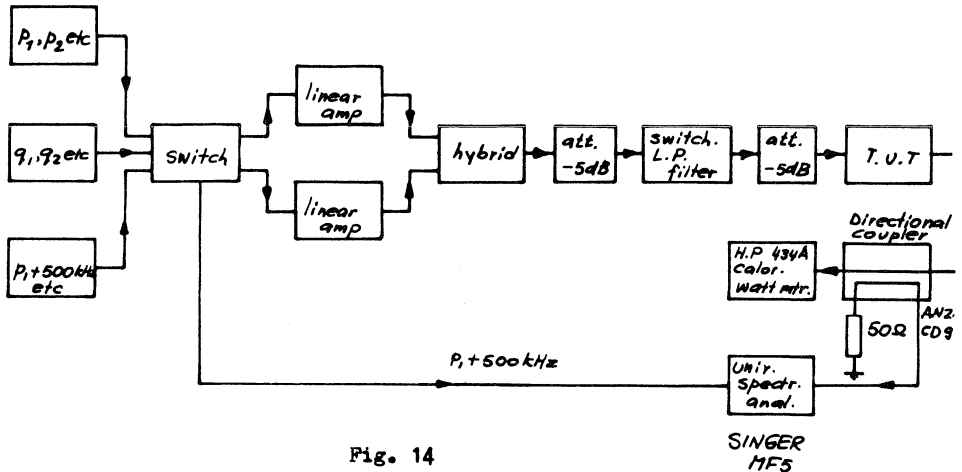 p1, p2 etc
q1, q2 etc
p1 + 500 kHz
etc
switch
linear
amp
linear
amp
hybrid
att.
-5dB
switch.
L.P.
filter
att.
-5dB
T.U.T
Directional
coupler
H.P 434A
Calor.
Watt mtr.
50Ω
ANZ.
CD9
P1 + 500 kHz
Univ.
spectr.
anal.
SINGER
MF5
Fig. 14